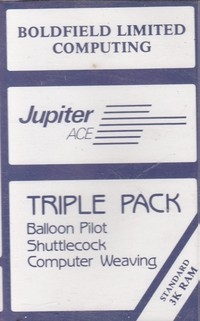 BOLDFIELD LIMITED
COMPUTING
Jupiter
ACE
TRIPLE PACK
Balloon Pilot
Shuttlecock
Computer Weaving
STANDARD
3K RAM